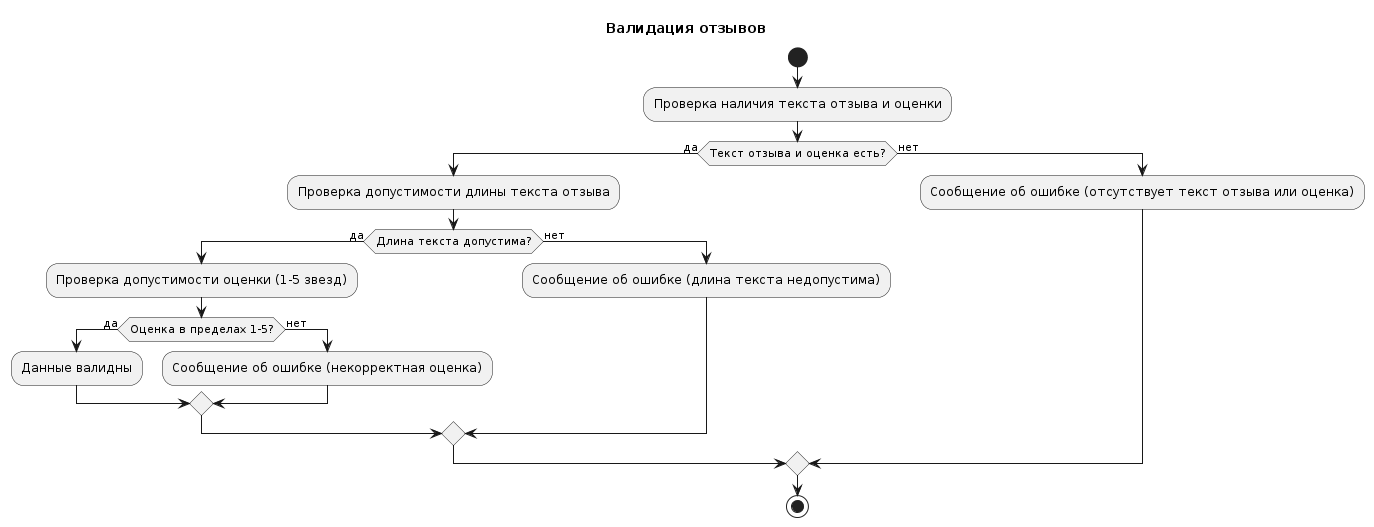 Валидация отзывов
Проверка наличия текста отзыва и оценки
да
Текст отзыва и оценка есть?
нет
Проверка допустимости длины текста отзыва
Сообщение об ошибке (отсутствует текст отзыва или оценка)
да
Длина текста допустима?
нет
Проверка допустимости оценки (1-5 звезд)
Сообщение об ошибке (длина текста недопустима)
да
Оценка в пределах 1-5?
нет
Данные валидны
Сообщение об ошибке (некорректная оценка)